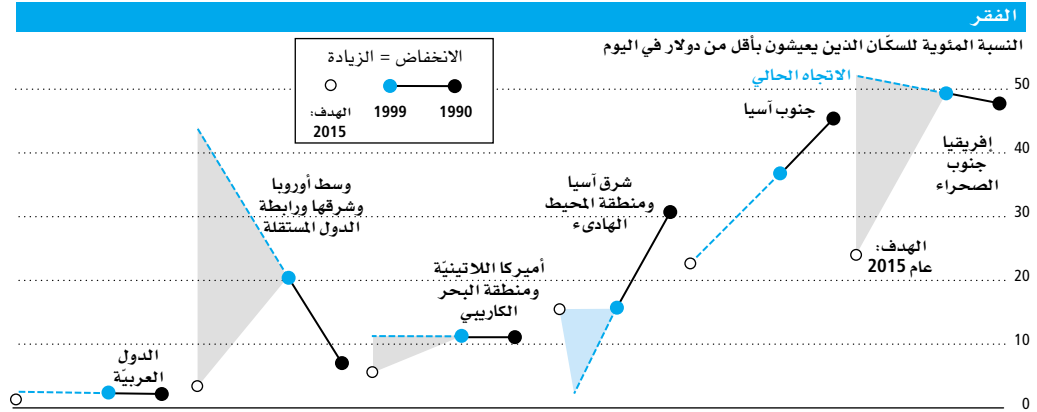 الفقر
النسبة المئوية للسكّان الذين يعيشون بأقل من دولار في اليوم
الانخفاض = الزيادة
1990
1999
الهدف:
2015
الاتجاه الحالي
50
40
30
20
10
0
إفريقيا
جنوب
الصحراء
الهدف:
عام 2015
جنوب آسيا
شرق آسيا
ومنطقة المحيط
الهادىء
أميركا اللاتينيّة
ومنطقة البحر
الكاريبي
وسط أوروبا
وشرقها ورابطة
الدول المستقلة
الدول
العربيّة